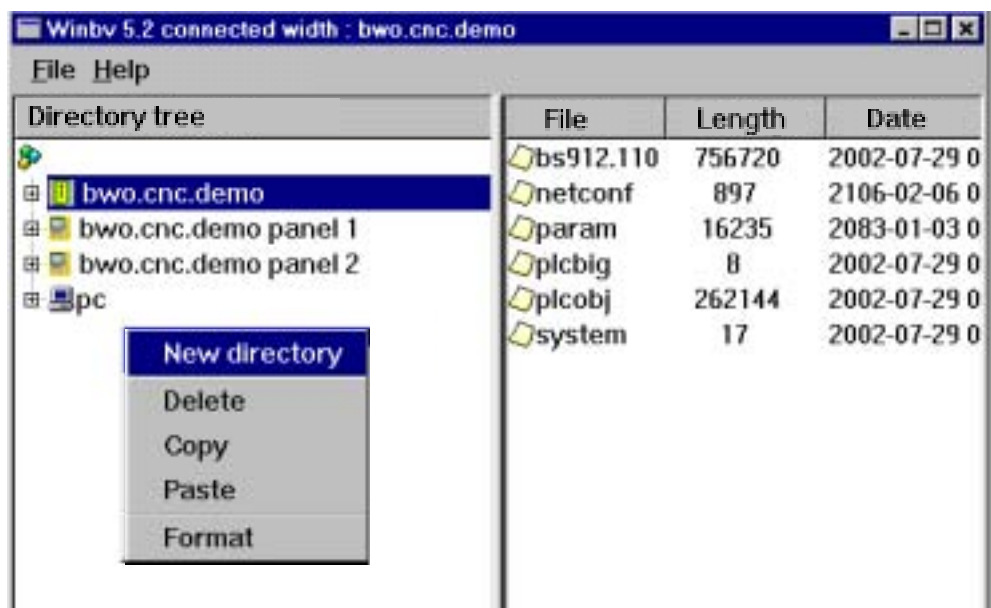 Winbv 5.2 connected width : bwo.cnc.demo
File Help
Directory tree
bwo.cnc.demo
bwo.cnc.demo panel 1
bwo.cnc.demo panel 2
pc
New directory
Delete
Copy
Paste
Format
File Length Date
bs912.110 756720 2002-07-29 0
netconf 897 2106-02-06 0
param 16235 2083-01-03 0
plcbig 8 2002-07-29 0
plcobj 262144 2002-07-29 0
system 17 2002-07-29 0